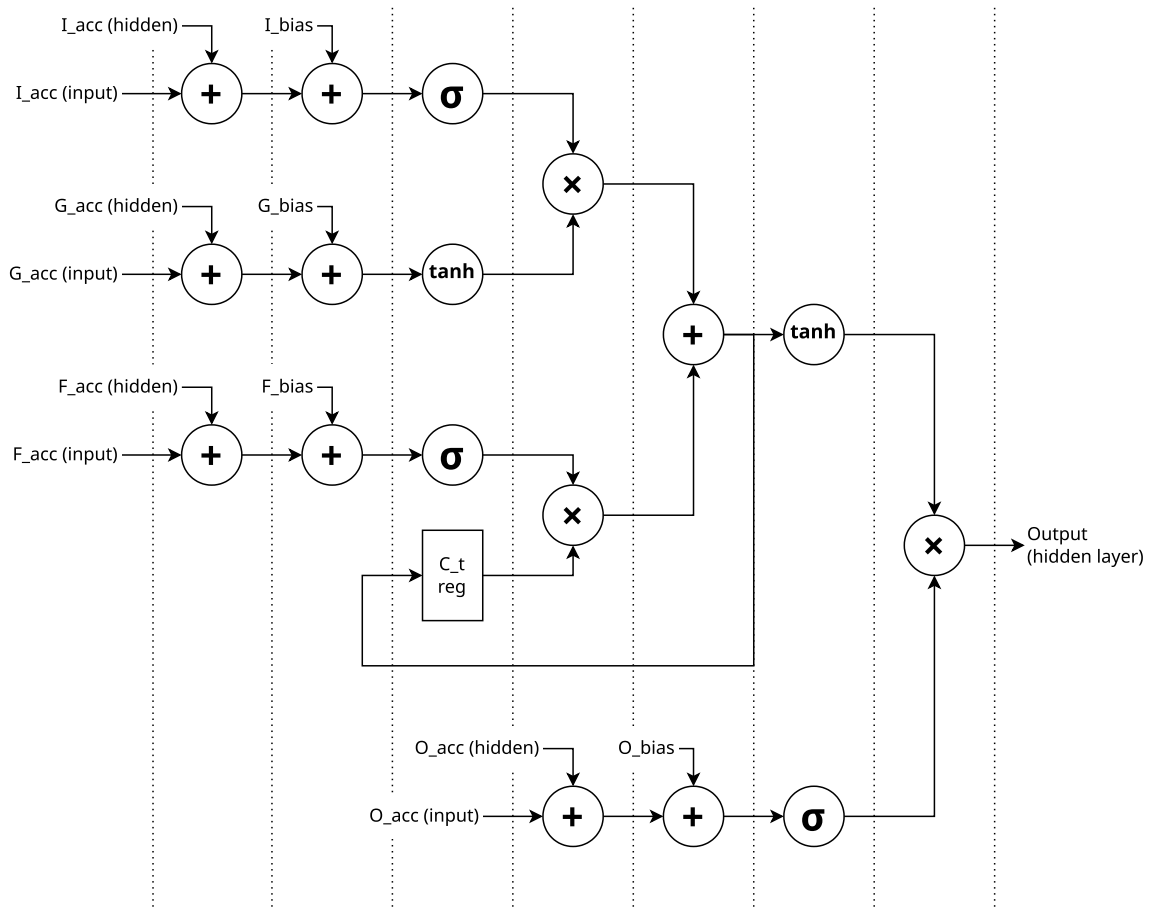 I_acc (hidden)
I_bias
I_acc (input)
+
+
σ
×
G_acc (hidden)
G_bias
G_acc (input)
+
+
tanh
+
tanh
F_acc (hidden)
F_bias
F_acc (input)
+
+
σ
×
C_t
reg
×
Output
(hidden layer)
O_acc (hidden)
O_bias
O_acc (input)
+
+
σ